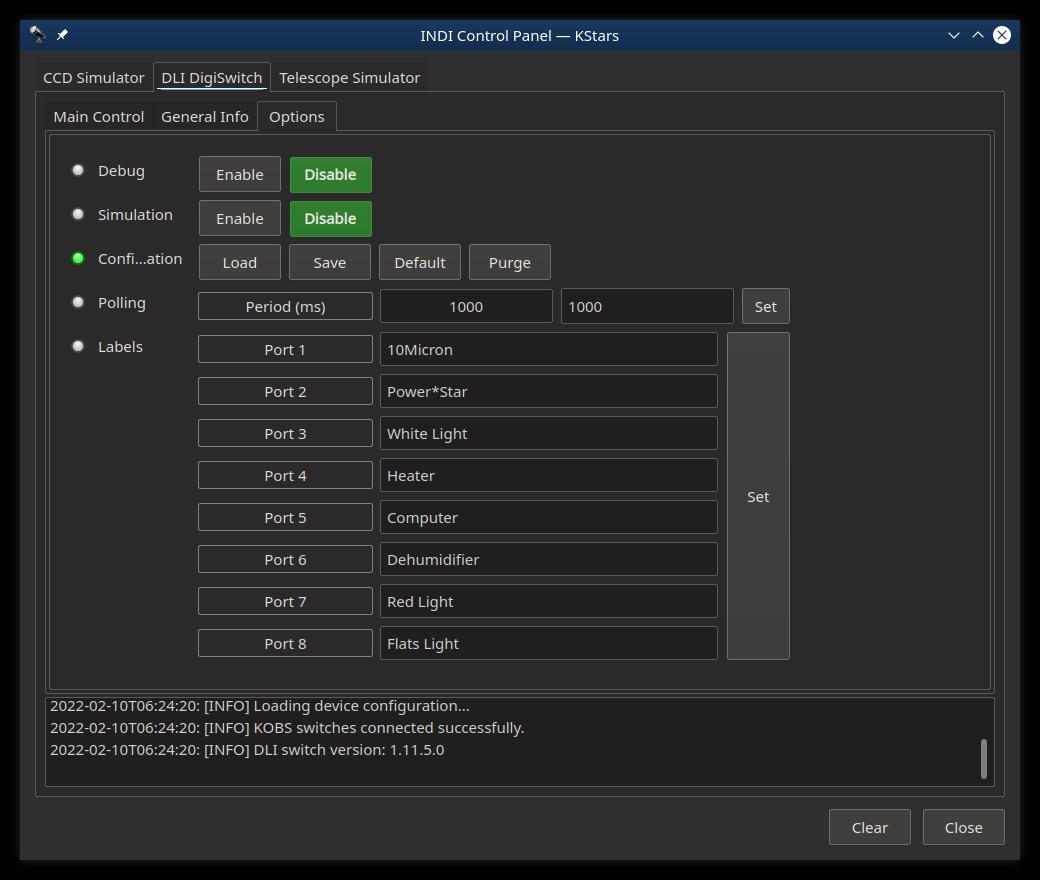 INDI Control Panel — KStars
CCD Simulator DLI DigiSwitch Telescope Simulator
Main Control General Info Options
Debug Enable Disable
Simulation Enable Disable
Confi...ation Load Save Default Purge
Polling Period (ms) 1000 1000 Set
Labels Port 1 10Micron
Port 2 Power*Star
Port 3 White Light
Port 4 Heater
Set
Port 5 Computer
Port 6 Dehumidifier
Port 7 Red Light
Port 8 Flats Light
2022-02-10T06:24:20: [INFO] Loading device configuration...
2022-02-10T06:24:20: [INFO] KOBS switches connected successfully.
2022-02-10T06:24:20: [INFO] DLI switch version: 1.11.5.0
Clear Close